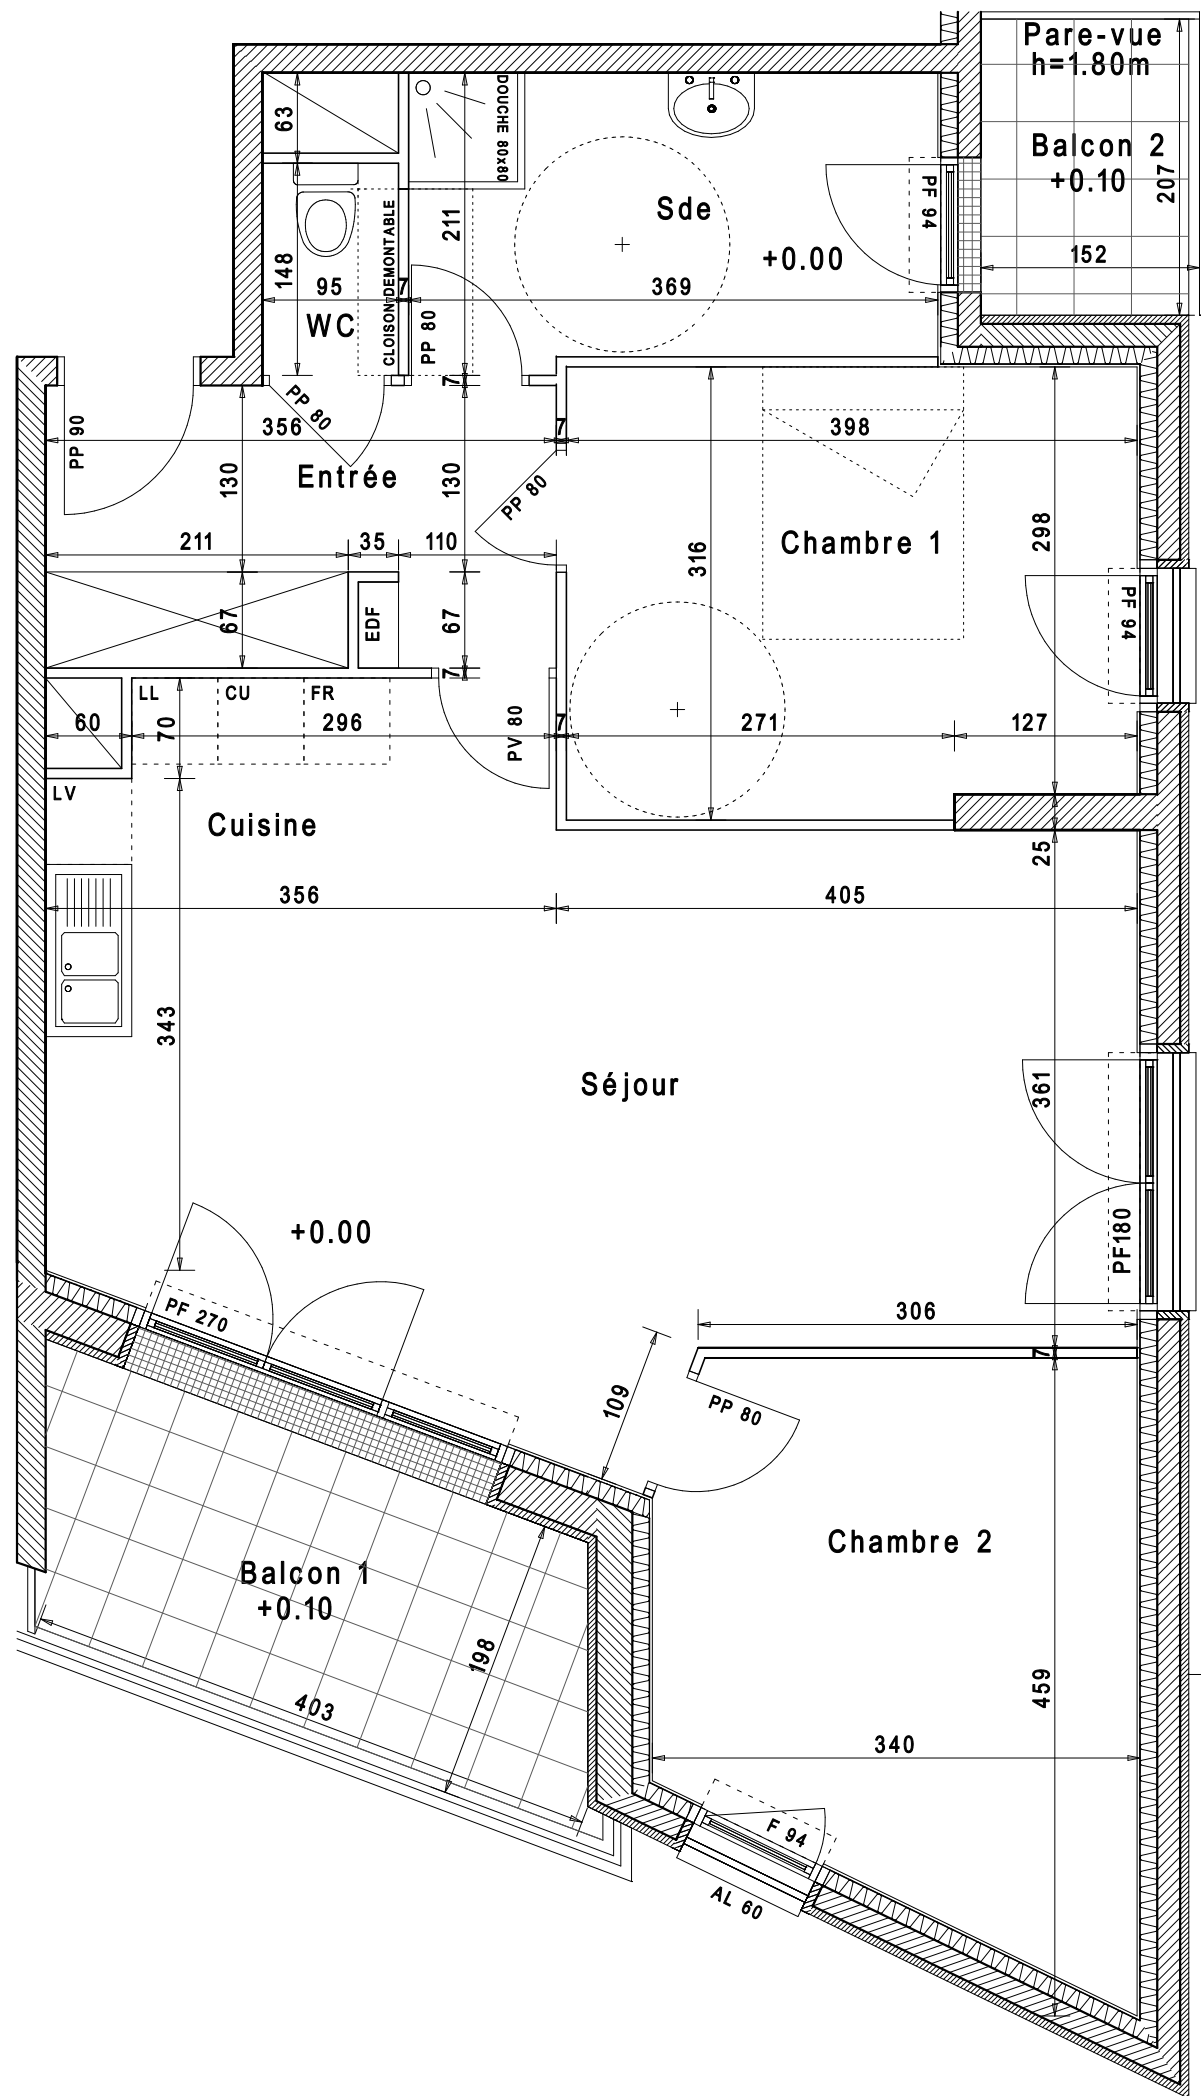 Pare-vue
h=1.80m
Balcon 2
+0.10
207
152
63
DOUCHE 80x80
211
Sde
+0.00
PF 94
148
CLOISON DEMONTABLE
95
7
369
WC
PP 80
7
PP 80
PP 90
356
7
398
130
Entrée
130
PP 80
211
35
110
316
Chambre 1
298
67
EDF
67
PF 94
7
LL
CU
FR
60
70
296
PV 80
7
271
127
LV
Cuisine
25
356
405
343
Séjour
361
+0.00
PF180
PF 270
306
7
109
PP 80
Chambre 2
Balcon 1
+0.10
198
403
459
340
F 94
AL 60